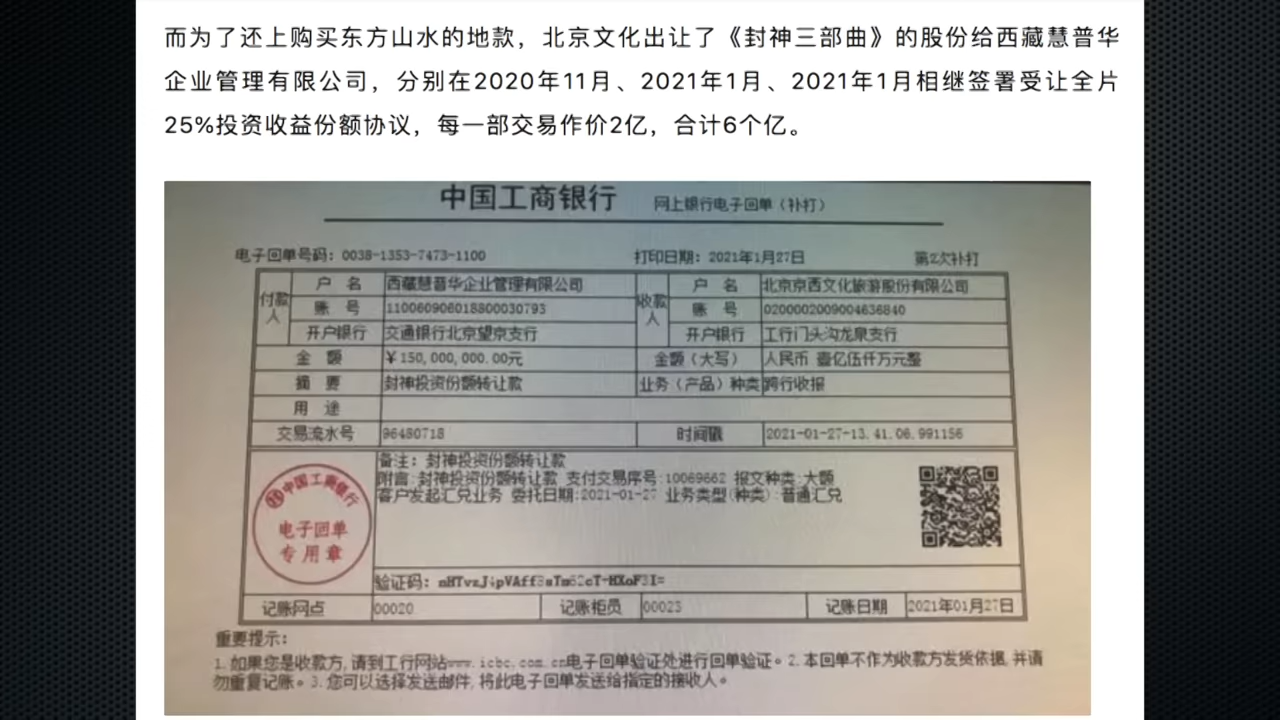 而为了还上购买东方山水的地款，北京文化出让了《封神三部曲》的股份给西藏慧普华
企业管理有限公司，分别在2020年11月、2021年1月、2021年1月相继签署受让全片
25%投资收益份额协议，每一部交易作价2亿，合计6个亿。
中国工商银行 网上银行电子回单（补打）
电子回单号码：0038-1353-7473-1100 打印日期：2021年1月27日 第2次补打
付款人 户 名 西藏慧普华企业管理有限公司 收款人 户 名 北京京西文化旅游股份有限公司
账 号 110060906018800030793 账 号 0200002009004636840
开户银行 交通银行北京望京支行 开户银行 工行门头沟龙泉支行
金 额 ￥150,000,000.00元 金额（大写） 人民币 壹亿伍仟万元整
摘 要 封神投资份额转让款 业务（产品）种类 跨行收报
用 途
交易流水号 96480718 时间戳 2021-01-27-13.41.06.991156
中国工商银行
电子回单
专用章
备注：封神投资份额转让款
附言:封神投资份额转让款 支付交易序号:10069662 报文种类:大额
客户发起汇兑业务 委托日期:2021-01-27 业务类型(种类):普通汇兑
验证码：
记账网点 00020 记账柜员 00023 记账日期 2021年01月27日
重要提示：
1.如果您是收款方,请到工行网站www.icbc.com.cn电子回单验证处进行回单验证。2.本回单不作为收款方发货依据,并请
勿重复记账。3.您可以选择发送邮件,将此电子回单发送给指定的接收人。